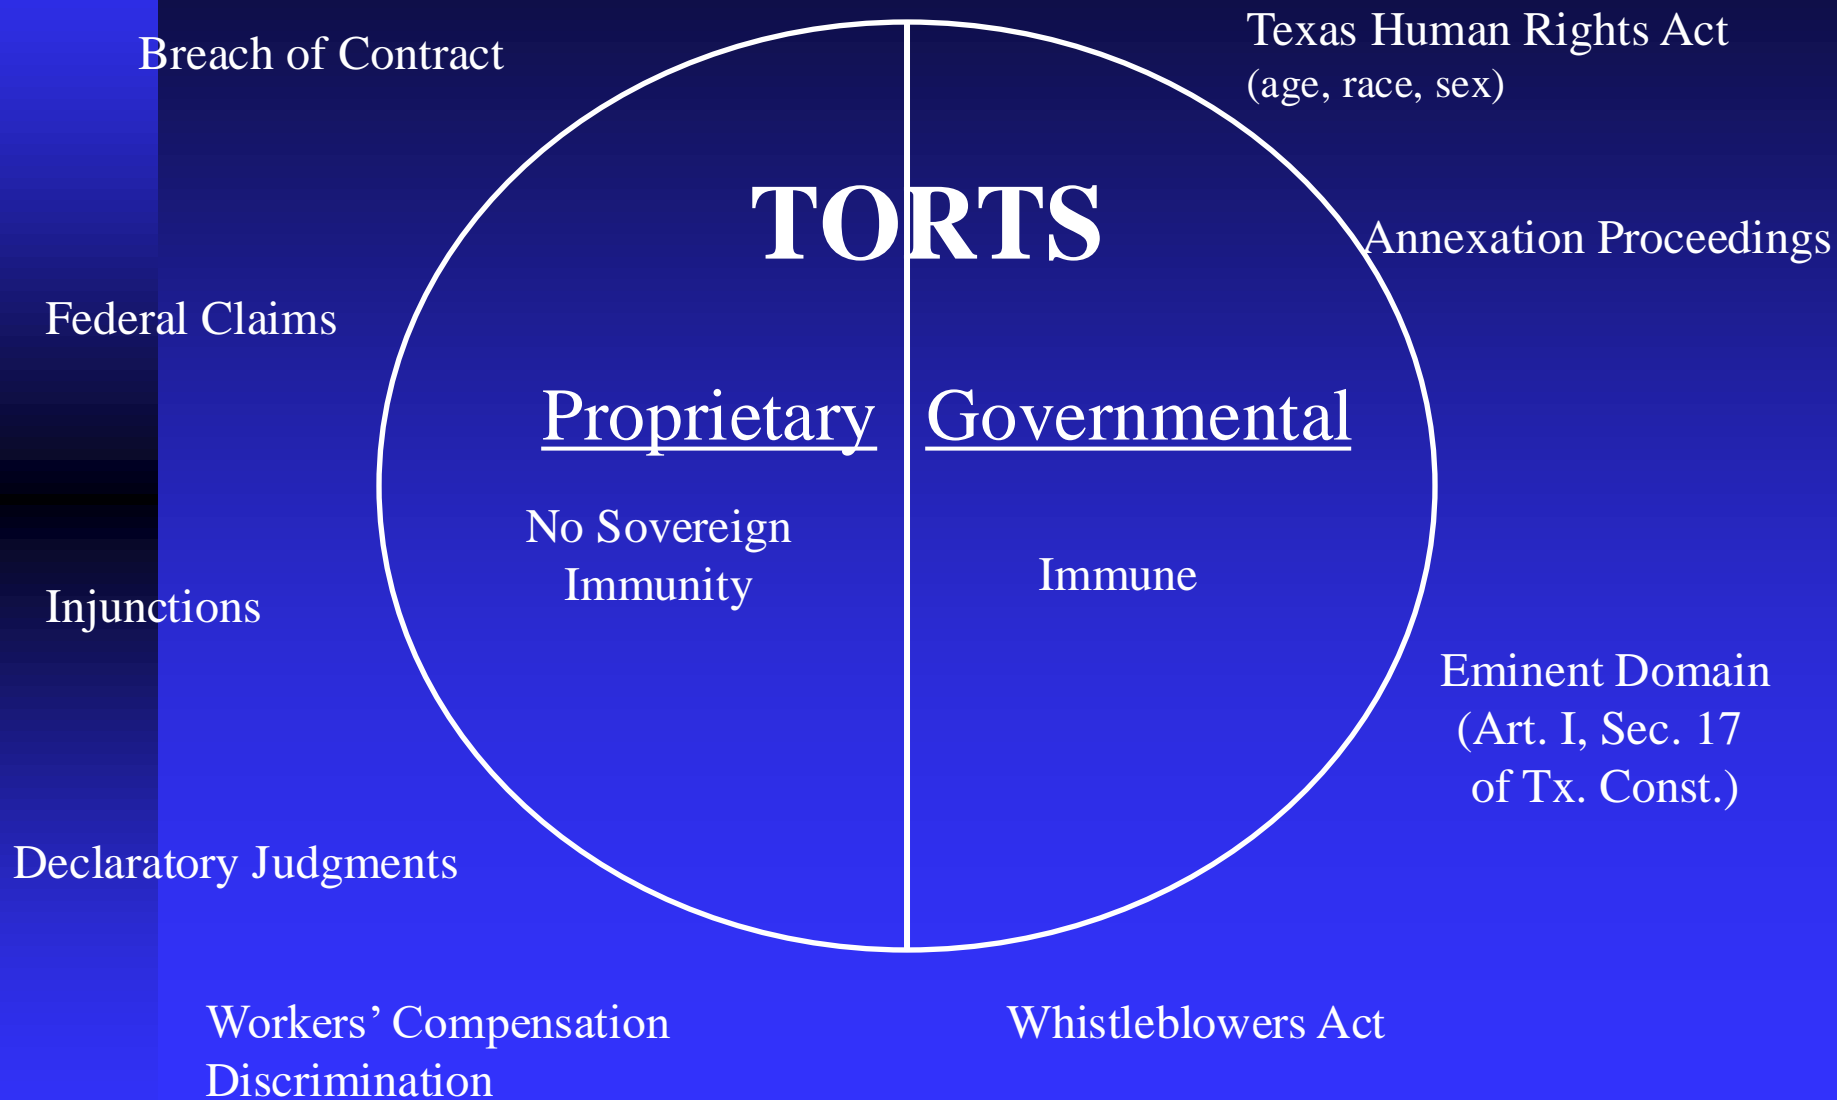 Breach of Contract
Texas Human Rights Act
(age, race, sex)
TORTS
Annexation Proceedings
Federal Claims
Proprietary
Governmental
No Sovereign
Immunity
Immune
Injunctions
Eminent Domain
(Art. I, Sec. 17
of Tx. Const.)
Declaratory Judgments
Workers’ Compensation
Discrimination
Whistleblowers Act